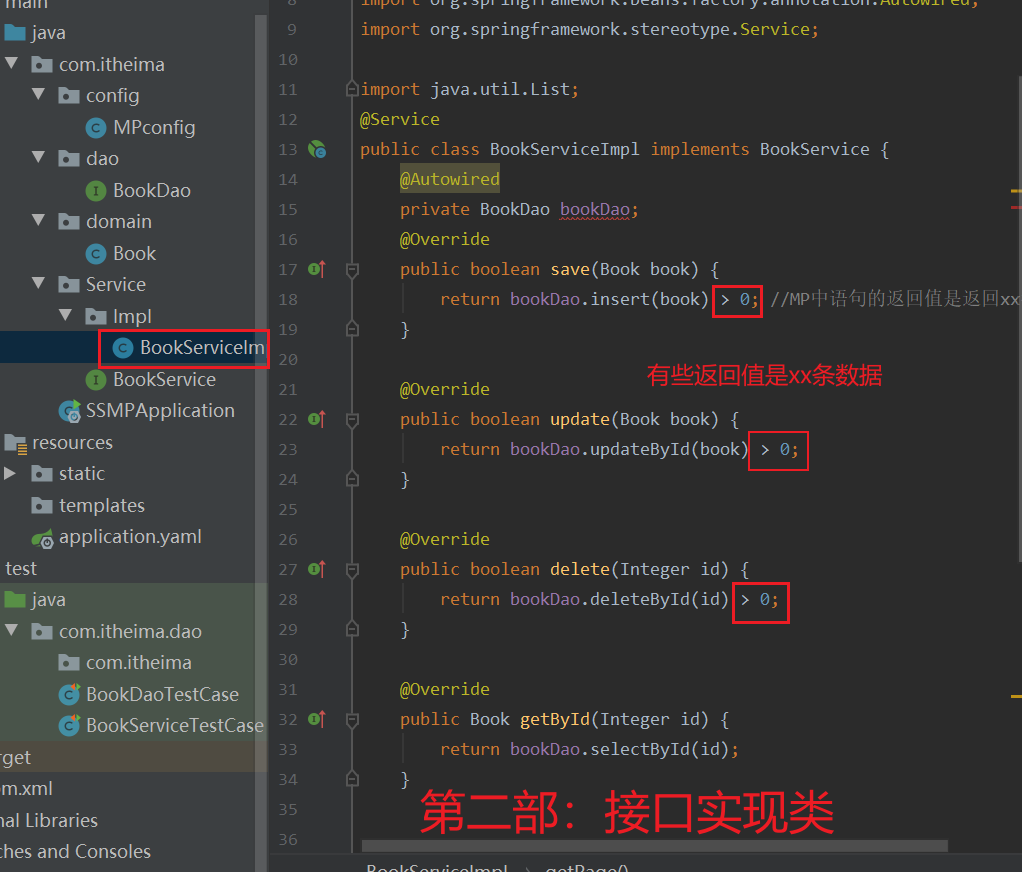 main
java
com.itheima
config
MPconfig
dao
BookDao
domain
Book
Service
Impl
BookServiceIm
BookService
SSMPApplication
resources
static
templates
application.yaml
test
java
com.itheima.dao
com.itheima
BookDaoTestCase
BookServiceTestCase
rget
m.xml
nal Libraries
ches and Consoles
8 import org.springframework.beans.factory.annotation.Autowired;
9 import org.springframework.stereotype.Service;
10
11 import java.util.List;
12 @Service
13 public class BookServiceImpl implements BookService {
14 @Autowired
15 private BookDao bookDao;
16 @Override
17 public boolean save(Book book) {
18 return bookDao.insert(book) > 0; //MP中语句的返回值是返回xx
19 }
20
有些返回值是xx条数据
21 @Override
22 public boolean update(Book book) {
23 return bookDao.updateById(book) > 0;
24 }
25
26 @Override
27 public boolean delete(Integer id) {
28 return bookDao.deleteById(id) > 0;
29 }
30
31 @Override
32 public Book getById(Integer id) {
33 return bookDao.selectById(id);
34 }
35
第二部：接口实现类
36
BookServiceImpl > getPage()